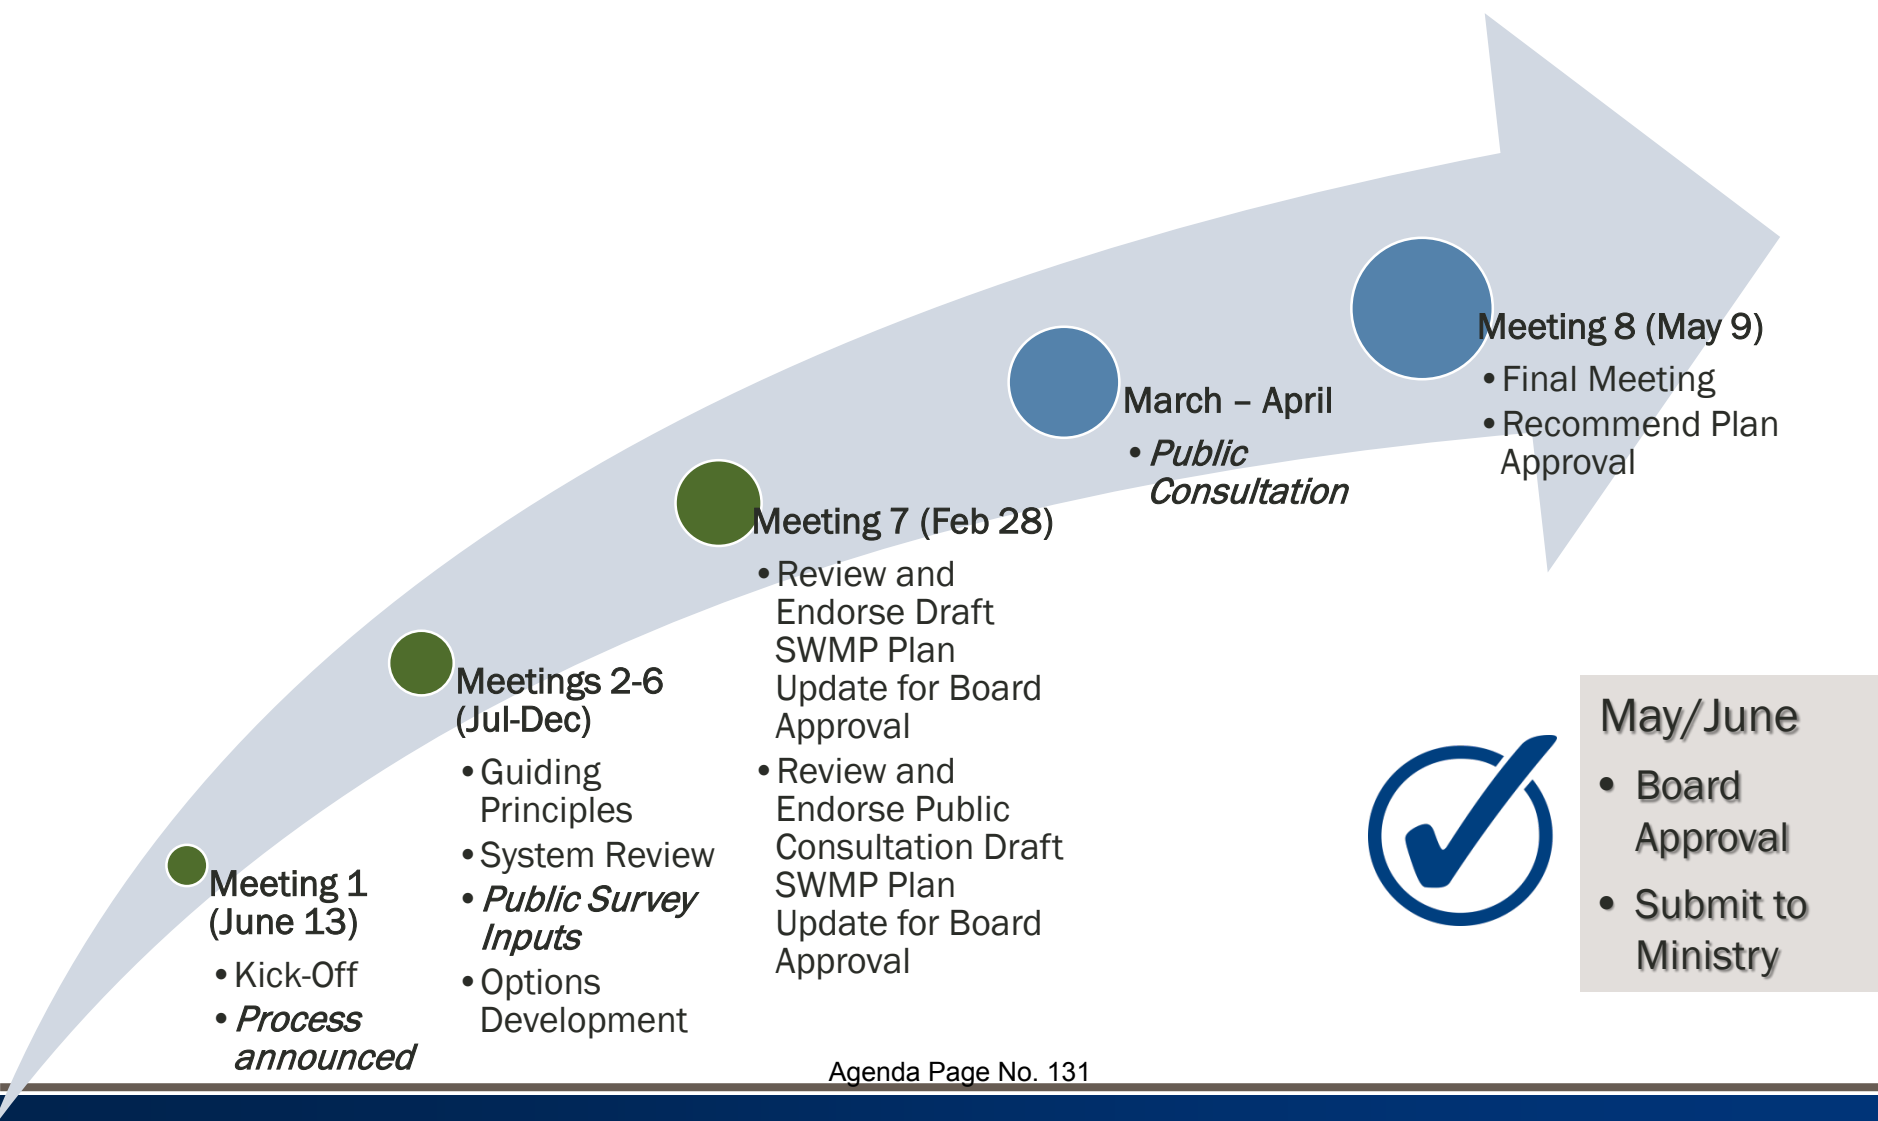 Meeting 1
(June 13)
• Kick-Off
• Process
announced
Meetings 2-6
(Jul-Dec)
• Guiding
Principles
• System Review
• Public Survey
Inputs
• Options
Development
Meeting 7 (Feb 28)
• Review and
Endorse Draft
SWMP Plan
Update for Board
Approval
• Review and
Endorse Public
Consultation Draft
SWMP Plan
Update for Board
Approval
March – April
• Public
Consultation
Meeting 8 (May 9)
• Final Meeting
• Recommend Plan
Approval
May/June
• Board
Approval
• Submit to
Ministry
Agenda Page No. 131